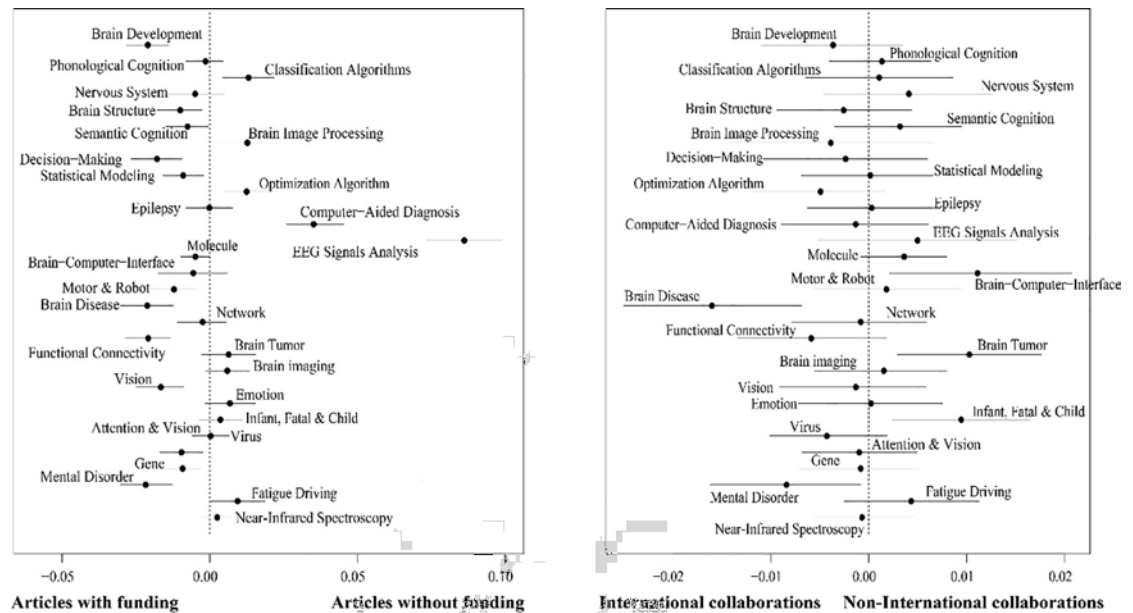 Brain Development
Phonological Cognition
Classification Algorithms
Nervous System
Brain Structure
Semantic Cognition
Brain Image Processing
Decision-Making
Statistical Modeling
Optimization Algorithm
Epilepsy
Computer-Aided Diagnosis
EEG Signals Analysis
Molecule
Brain-Computer-Interface
Motor & Robot
Brain Disease
Network
Functional Connectivity
Brain Tumor
Brain imaging
Vision
Emotion
Infant, Fatal & Child
Attention & Vision
Virus
Gene
Mental Disorder
Fatigue Driving
Near-Infrared Spectroscopy
-0.05 0.00 0.05 0.10
Articles with funding Articles without funding
Brain Development
Phonological Cognition
Classification Algorithms
Nervous System
Brain Structure
Semantic Cognition
Brain Image Processing
Decision-Making
Statistical Modeling
Optimization Algorithm
Epilepsy
Computer-Aided Diagnosis
EEG Signals Analysis
Molecule
Motor & Robot
Brain-Computer-Interface
Brain Disease
Network
Functional Connectivity
Brain Tumor
Brain imaging
Vision
Emotion
Infant, Fatal & Child
Virus
Attention & Vision
Gene
Mental Disorder
Fatigue Driving
Near-Infrared Spectroscopy
-0.02 -0.01 0.00 0.01 0.02
International collaborations Non-International collaborations